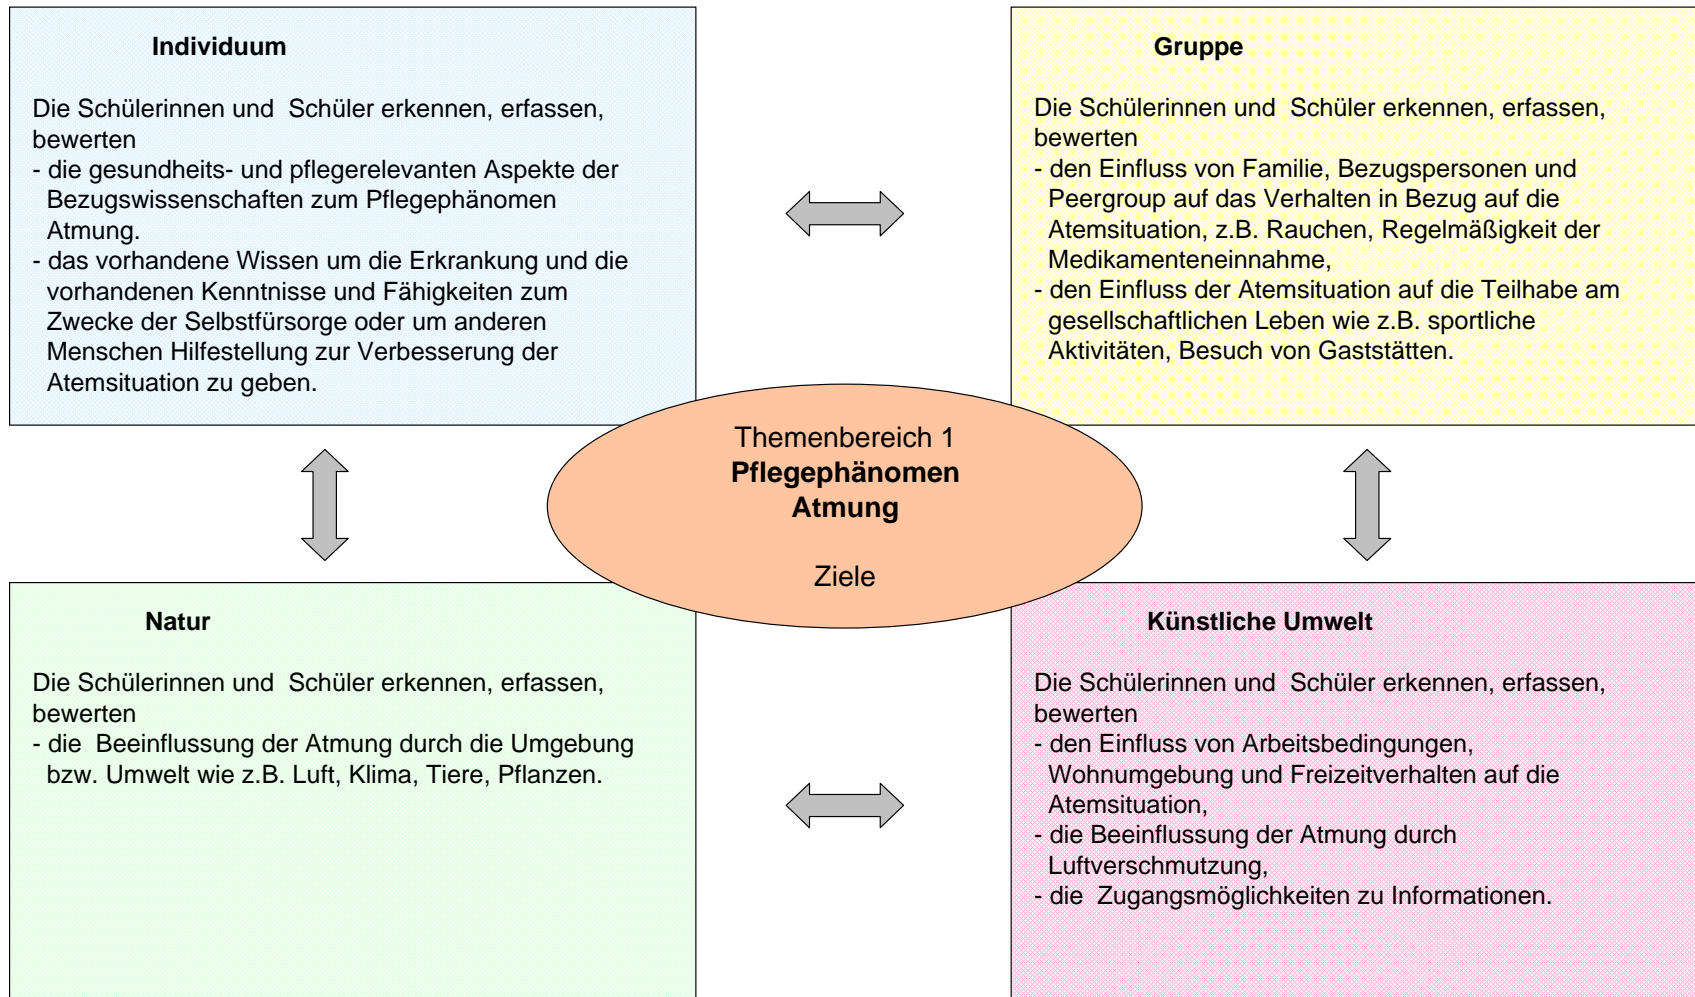 Individuum
Die Schülerinnen und  Schüler erkennen, erfassen,
bewerten
- die gesundheits- und pflegerelevanten Aspekte der
Bezugswissenschaften zum Pflegephänomen
Atmung.
- das vorhandene Wissen um die Erkrankung und die
vorhandenen Kenntnisse und Fähigkeiten zum
Zwecke der Selbstfürsorge oder um anderen
Menschen Hilfestellung zur Verbesserung der
Atemsituation zu geben.
Gruppe
Die Schülerinnen und  Schüler erkennen, erfassen,
bewerten
- den Einfluss von Familie, Bezugspersonen und
Peergroup auf das Verhalten in Bezug auf die
Atemsituation, z.B. Rauchen, Regelmäßigkeit der
Medikamenteneinnahme,
- den Einfluss der Atemsituation auf die Teilhabe am
gesellschaftlichen Leben wie z.B. sportliche
Aktivitäten, Besuch von Gaststätten.
Themenbereich 1
Pflegephänomen
Atmung
Ziele
Natur
Die Schülerinnen und  Schüler erkennen, erfassen,
bewerten
- die  Beeinflussung der Atmung durch die Umgebung
bzw. Umwelt wie z.B. Luft, Klima, Tiere, Pflanzen.
Künstliche Umwelt
Die Schülerinnen und  Schüler erkennen, erfassen,
bewerten
- den Einfluss von Arbeitsbedingungen,
Wohnumgebung und Freizeitverhalten auf die
Atemsituation,
- die Beeinflussung der Atmung durch
Luftverschmutzung,
- die  Zugangsmöglichkeiten zu Informationen.